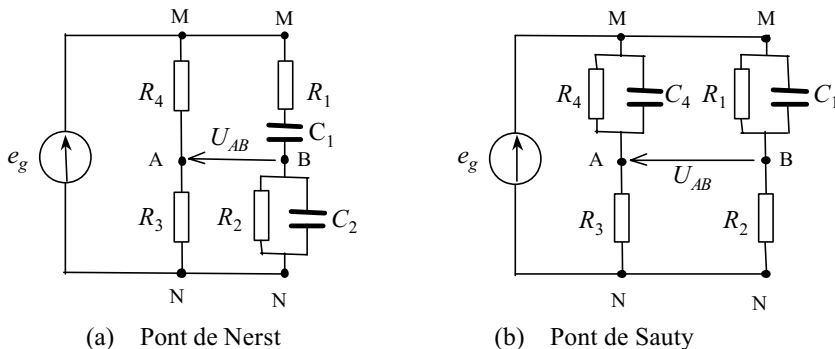 M M
R4 R1
C1
eg A UAB B
R3 R2 C2
N N
(a) Pont de Nerst
M M
R4 C4 R1 C1
eg A UAB B
R3 R2
N N
(b) Pont de Sauty